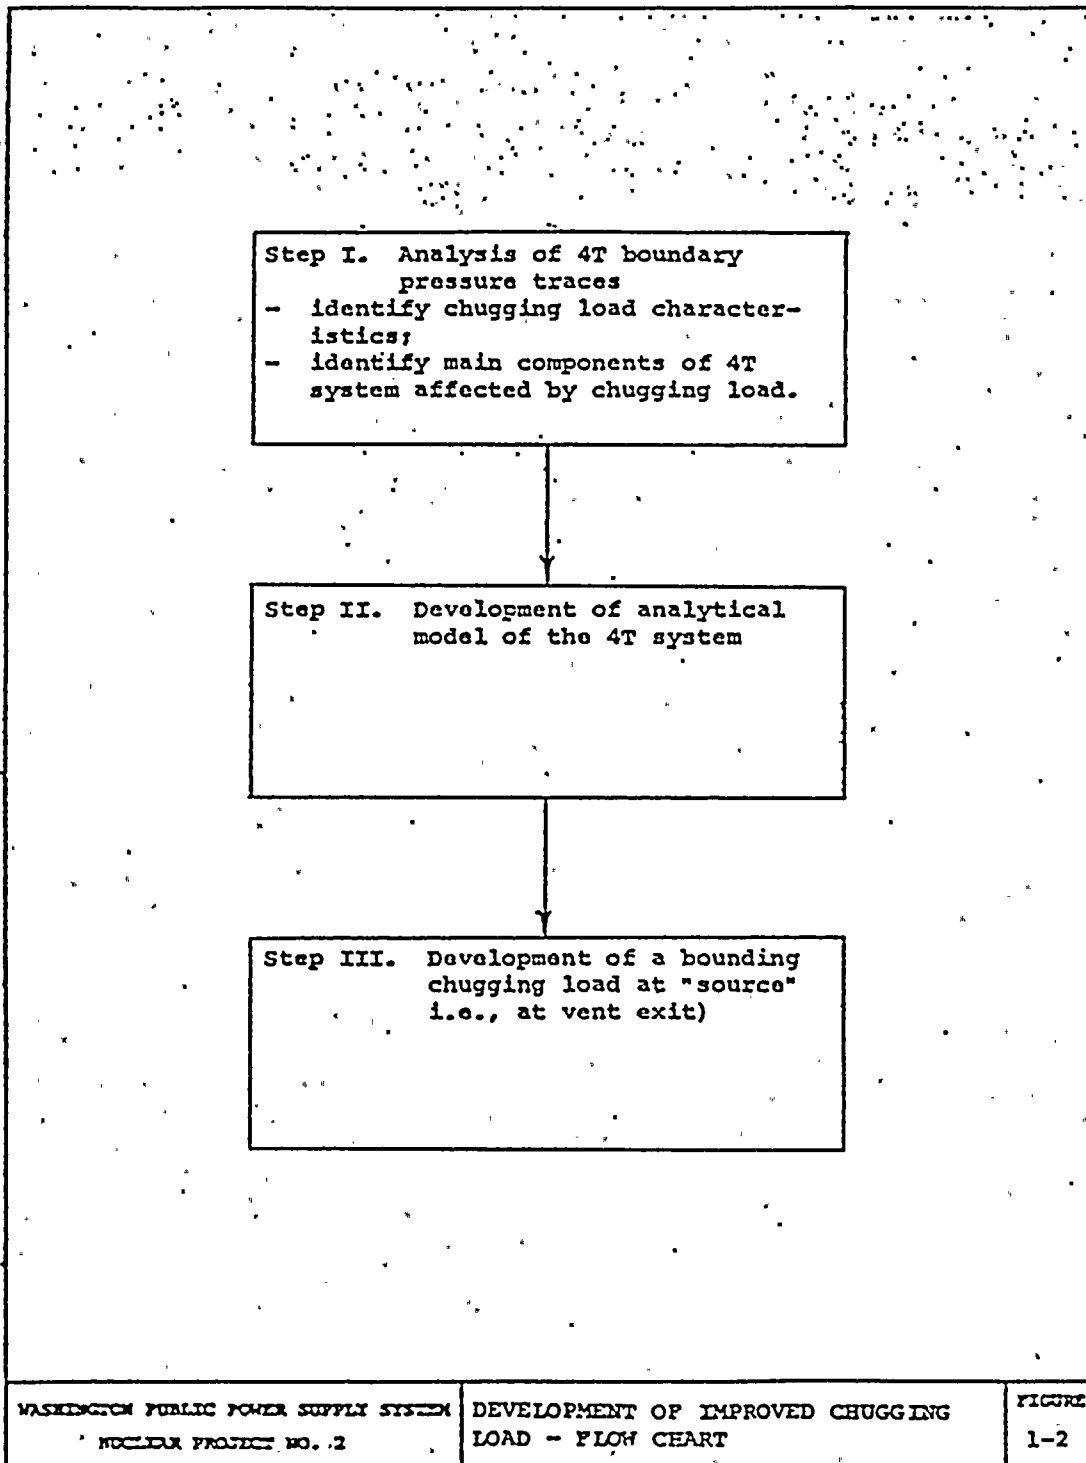 Step I. Analysis of 4T boundary
pressure traces
- identify chugging load character-
istics;
- identify main components of 4T
system affected by chugging load.
Step II. Development of analytical
model of the 4T system
Step III. Development of a bounding
chugging load at "source"
i.e., at vent exit)
WASHINGTON PUBLIC POWER SUPPLY SYSTEM
NUCLEAR PROJECT NO. 2
DEVELOPMENT OF IMPROVED CHUGGING
LOAD - FLOW CHART
FIGURE
1-2